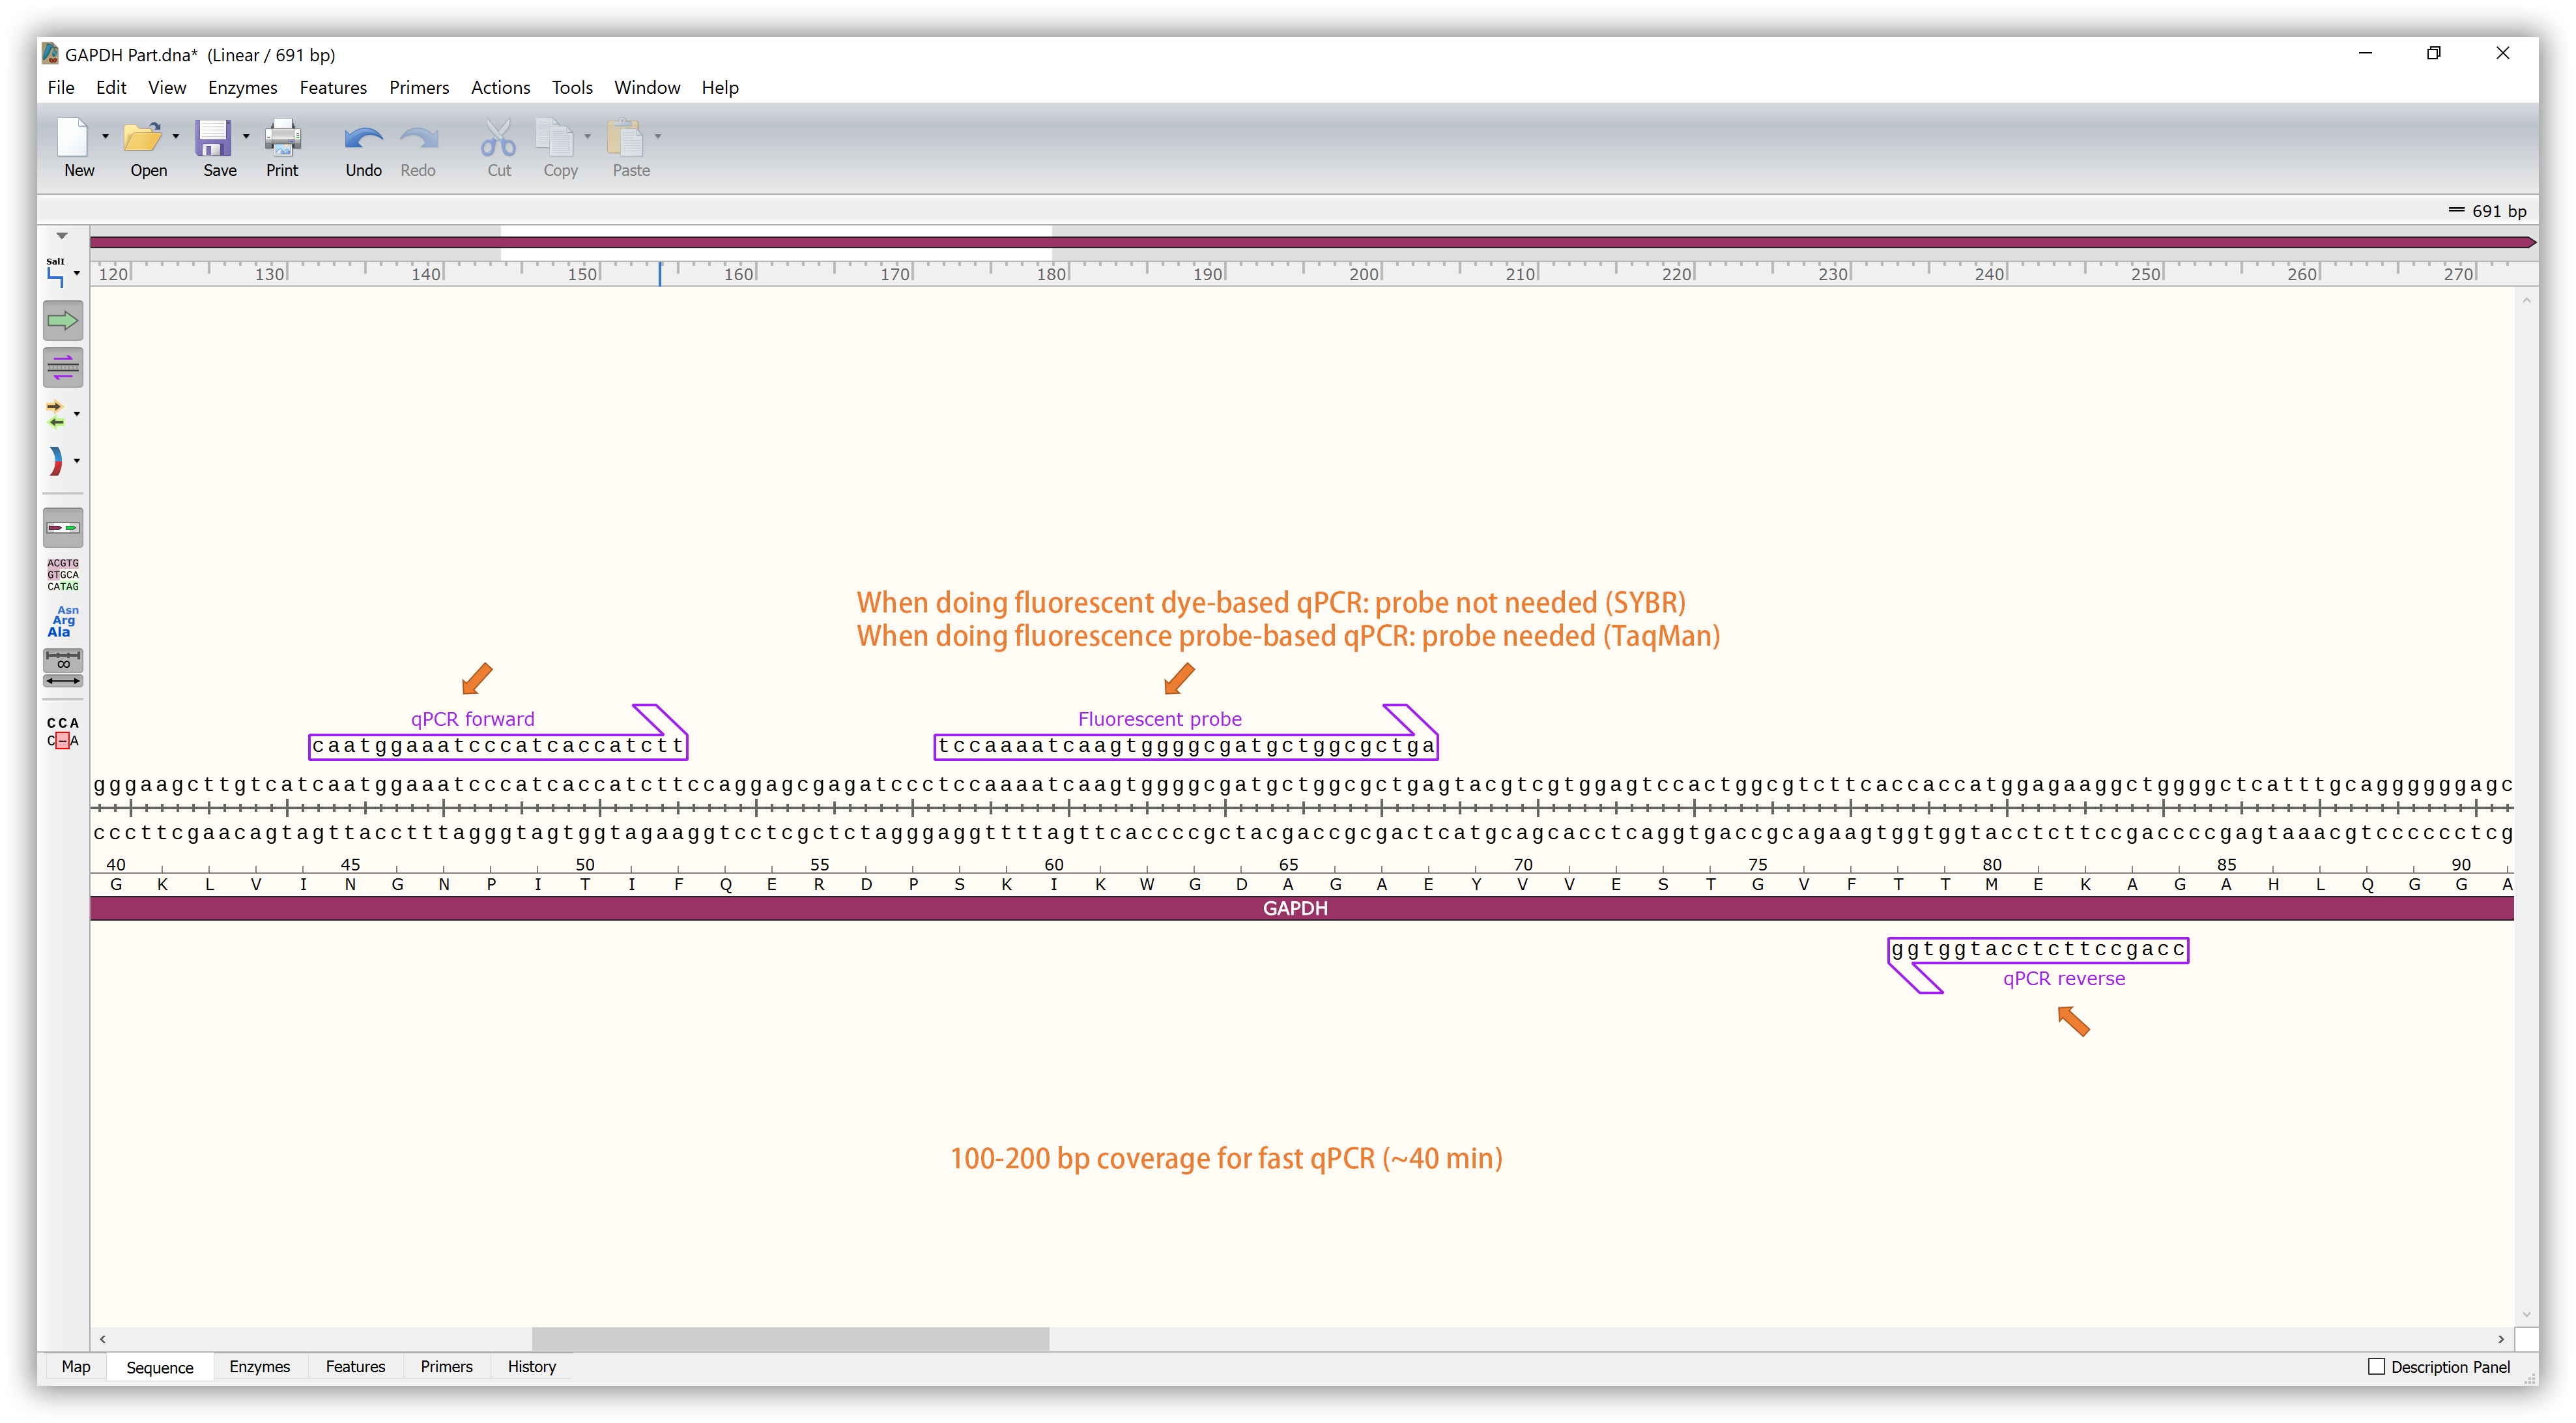 GAPDH Part.dna* (Linear / 691 bp)
File Edit View Enzymes Features Primers Actions Tools Window Help
New Open Save Print Undo Redo Cut Copy Paste
691 bp
SalI
120 130 140 150 160 170 180 190 200 210 220 230 240 250 260 270
ACGTG
GTGCA
CATAG
Asn
Arg
Ala
∞
CCA
C-A
When doing fluorescent dye-based qPCR: probe not needed (SYBR)
When doing fluorescence probe-based qPCR: probe needed (TaqMan)
qPCR forward Fluorescent probe
caatggaaatcccatcaccatctt tccaaaatcaagtggggcgatgctggcgctga
gggaagcttgtcatcaatggaaatcccatcaccatcttccaggagcgagatccctccaaaatcaagtggggcgatgctggcgctgagtacgtcgtggagtccactggcgtcttcaccaccatggagaaggctggggctcatttgcaggggggagc
cccttcgaacagtagttacctttagggtagtggtagaaggtcctcgctctagggaggttttagttcaccccgctacgaccgcgactcatgcagcacctcaggtgaccgcagaagtggtggtacctcttccgaccccgagtaaacgtcccccctcg
40 45 50 55 60 65 70 75 80 85 90
G K L V I N G N P I T I F Q E R D P S K I K W G D A G A E Y V V E S T G V F T T M E K A G A H L Q G G A
GAPDH
ggtggtacctcttccgacc
qPCR reverse
100-200 bp coverage for fast qPCR (~40 min)
Map Sequence Enzymes Features Primers History Description Panel